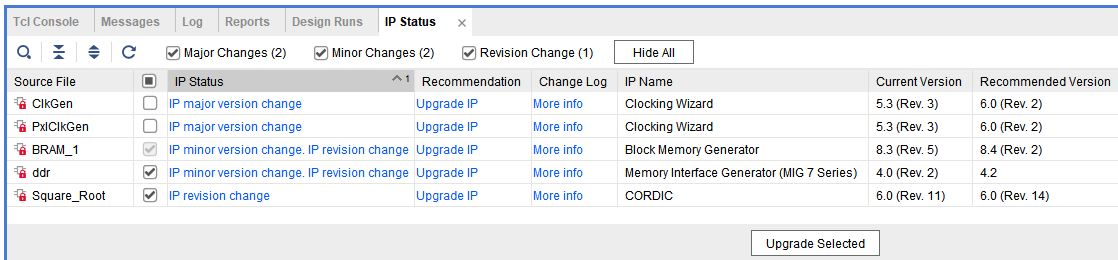 Tcl Console Messages Log Reports Design Runs IP Status ×
Major Changes (2) Minor Changes (2) Revision Change (1) Hide All
Source File IP Status 1 Recommendation Change Log IP Name Current Version Recommended Version
ClkGen IP major version change Upgrade IP More info Clocking Wizard 5.3 (Rev. 3) 6.0 (Rev. 2)
PxlClkGen IP major version change Upgrade IP More info Clocking Wizard 5.3 (Rev. 3) 6.0 (Rev. 2)
BRAM_1 IP minor version change. IP revision change Upgrade IP More info Block Memory Generator 8.3 (Rev. 5) 8.4 (Rev. 2)
ddr IP minor version change. IP revision change Upgrade IP More info Memory Interface Generator (MIG 7 Series) 4.0 (Rev. 2) 4.2
Square_Root IP revision change Upgrade IP More info CORDIC 6.0 (Rev. 11) 6.0 (Rev. 14)
Upgrade Selected